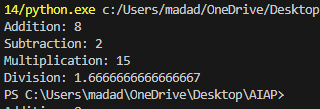 14/python.exe c:/Users/madad/OneDrive/Desktop
Addition: 8
Subtraction: 2
Multiplication: 15
Division: 1.6666666666666667
PS C:\Users\madad\OneDrive\Desktop\AIAP>